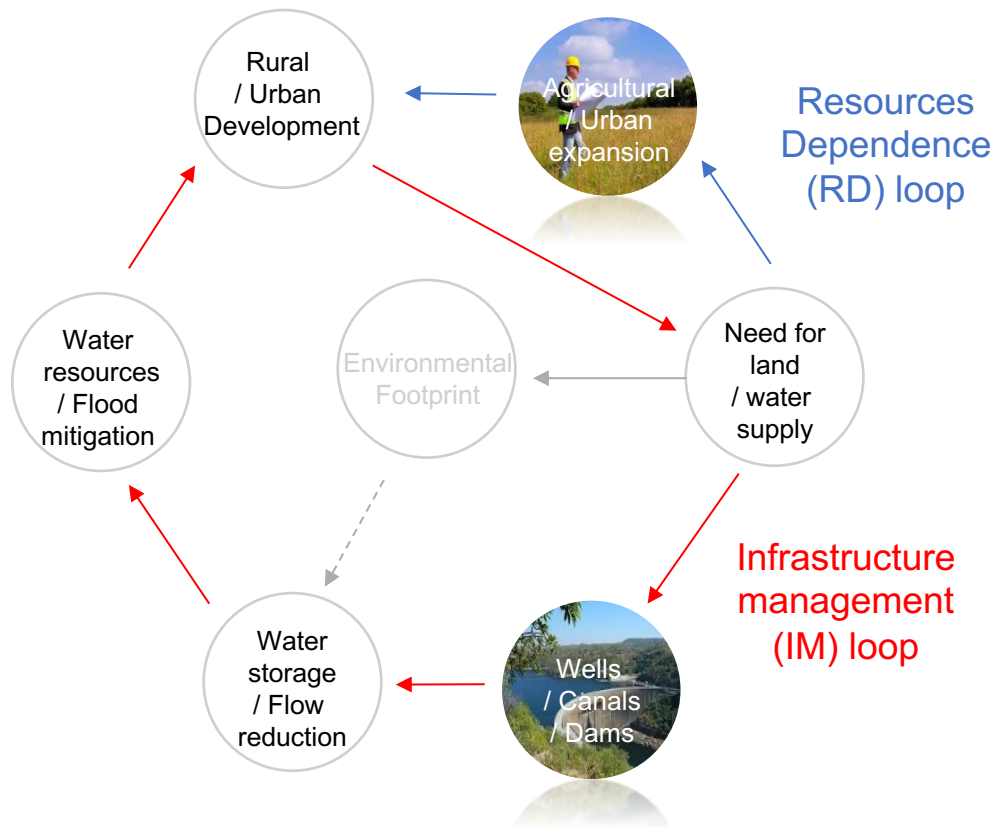 Rural
/ Urban
Development
Agricultural
/ Urban
expansion
Resources
Dependence
(RD) loop
Water
resources
/ Flood
mitigation
Environmental
Footprint
Need for
land
/ water
supply
Infrastructure
management
(IM) loop
Water
storage
/ Flow
reduction
Wells
/ Canals
/ Dams